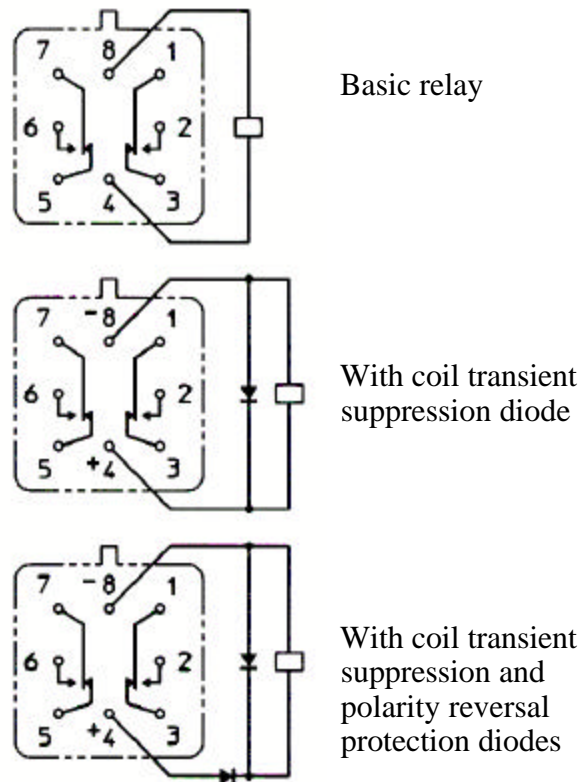 7 8 1
6 2
5 4 3
Basic relay
7 -8 1
6 2
5 +4 3
With coil transient
suppression diode
7 -8 1
6 2
5 +4 3
With coil transient
suppression and
polarity reversal
protection diodes